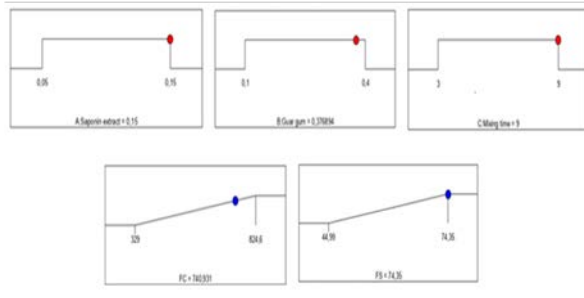 0,05 0,15
A:Saponin extract = 0,15
0,1 0,4
B:Guar gum = 0,376894
3 9
C:Mixing time = 9
329 824,6
FC = 740,931
44,99 74,35
FS = 74,35